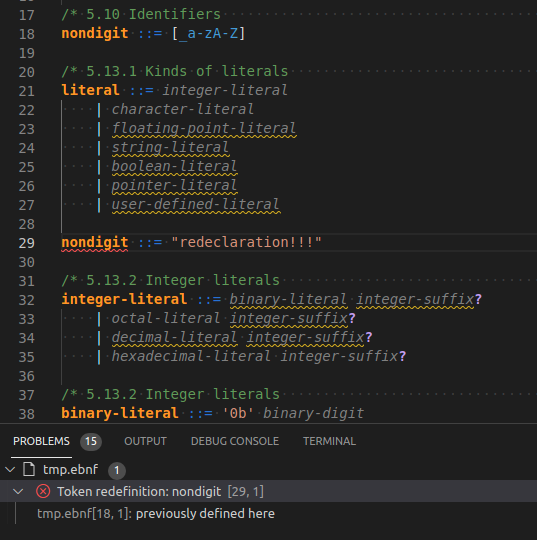 17 /* 5.10 Identifiers
18 nondigit ::= [_a-zA-Z]
19
20 /* 5.13.1 Kinds of literals
21 literal ::= integer-literal
22 | character-literal
23 | floating-point-literal
24 | string-literal
25 | boolean-literal
26 | pointer-literal
27 | user-defined-literal
28
29 nondigit ::= "redeclaration!!!"
30
31 /* 5.13.2 Integer literals
32 integer-literal ::= binary-literal integer-suffix?
33 | octal-literal integer-suffix?
34 | decimal-literal integer-suffix?
35 | hexadecimal-literal integer-suffix?
36
37 /* 5.13.2 Integer literals
38 binary-literal ::= '0b' binary-digit
PROBLEMS 15 OUTPUT DEBUG CONSOLE TERMINAL
tmp.ebnf 1
Token redefinition: nondigit [29, 1]
tmp.ebnf[18, 1]: previously defined here